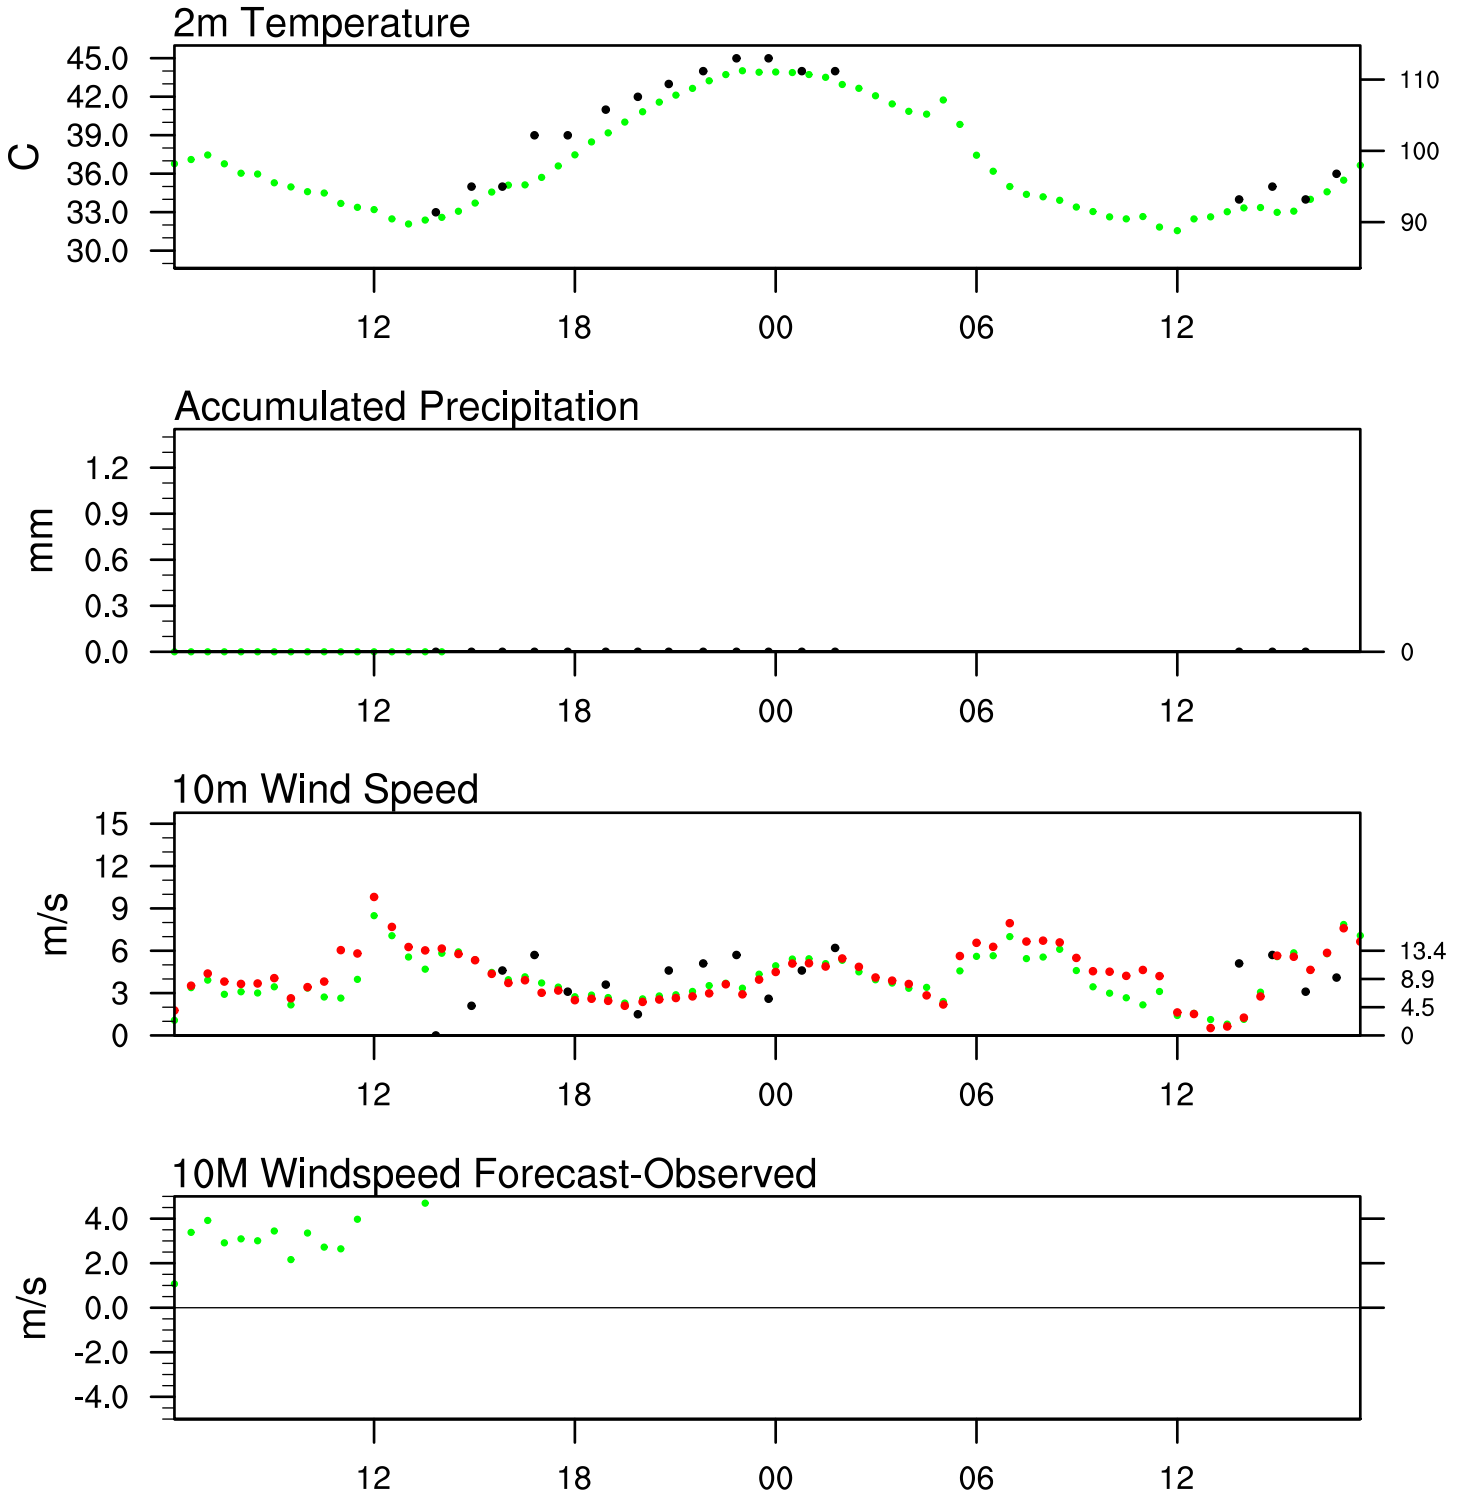 2m Temperature
45.0
42.0
39.0
36.0
33.0
30.0
C
110
100
90
12 18 00 06 12
Accumulated Precipitation
1.2
0.9
0.6
0.3
0.0
mm
0
12 18 00 06 12
10m Wind Speed
15
12
9
6
3
0
m/s
13.4
8.9
4.5
0
12 18 00 06 12
10M Windspeed Forecast-Observed
4.0
2.0
0.0
-2.0
-4.0
m/s
12 18 00 06 12